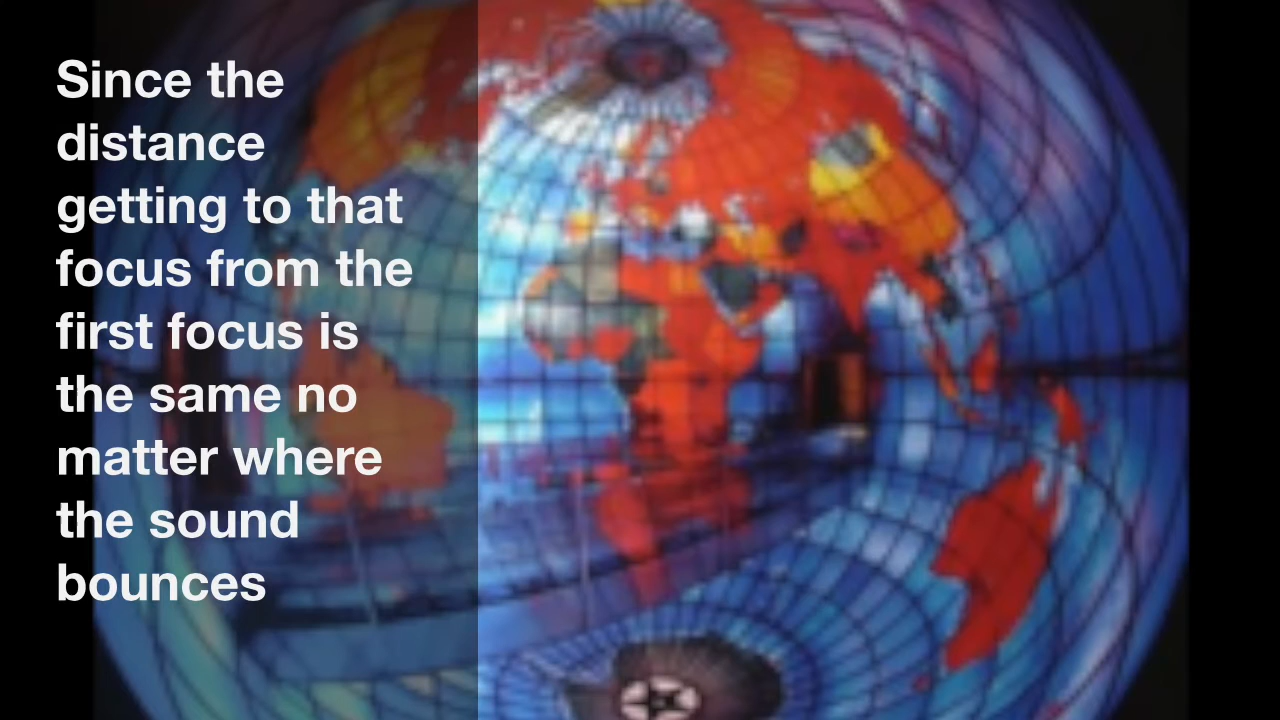 Since the
distance
getting to that
focus from the
first focus is
the same no
matter where
the sound
bounces